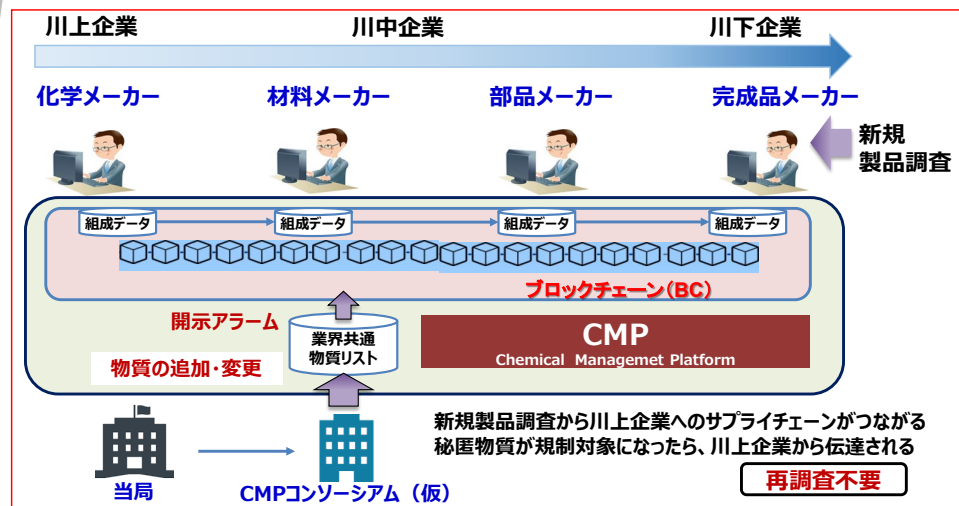 川上企業
川中企業
川下企業
化学メーカー
材料メーカー
部品メーカー
完成品メーカー
新規
製品調査
組成データ
組成データ
組成データ
組成データ
ブロックチェーン（BC）
開示アラーム
業界共通
物質リスト
CMP
Chemical Managemet Platform
物質の追加・変更
新規製品調査から川上企業へのサプライチェーンがつながる
秘匿物質が規制対象になったら、川上企業から伝達される
再調査不要
当局
CMPコンソーシアム（仮）